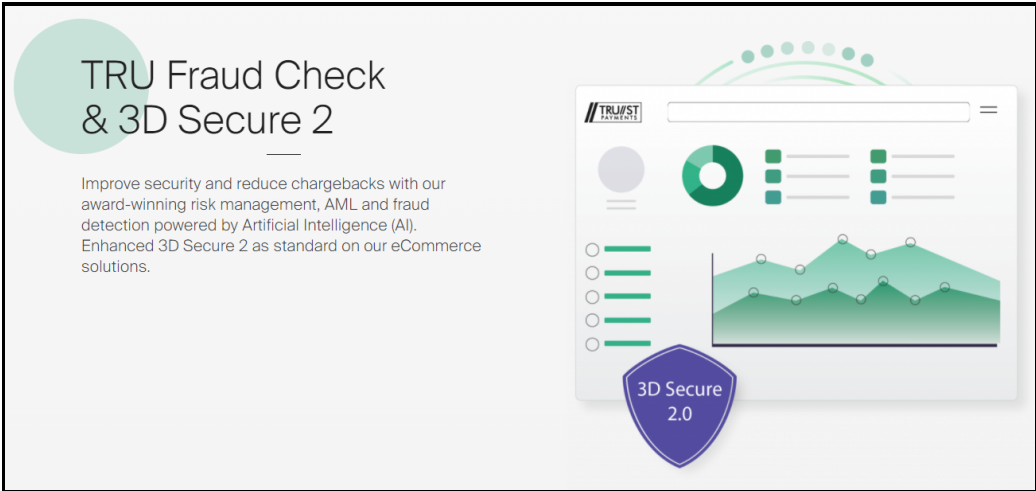 TRU Fraud Check
& 3D Secure 2
Improve security and reduce chargebacks with our
award-winning risk management, AML and fraud
detection powered by Artificial Intelligence (AI).
Enhanced 3D Secure 2 as standard on our eCommerce
solutions.
TRU//ST
PAYMENTS
3D Secure
2.0